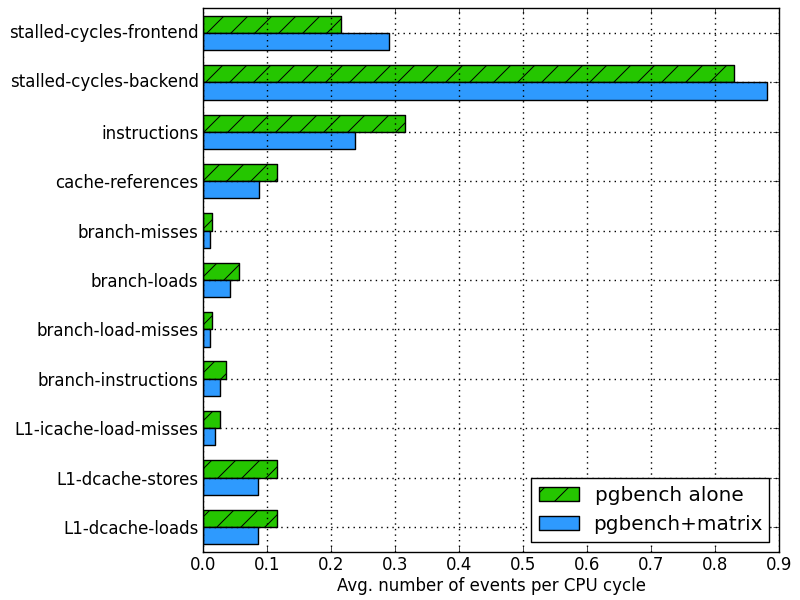 stalled-cycles-frontend
stalled-cycles-backend
instructions
cache-references
branch-misses
branch-loads
branch-load-misses
branch-instructions
L1-icache-load-misses
L1-dcache-stores
L1-dcache-loads
pgbench alone
pgbench+matrix
0.0 0.1 0.2 0.3 0.4 0.5 0.6 0.7 0.8 0.9
Avg. number of events per CPU cycle